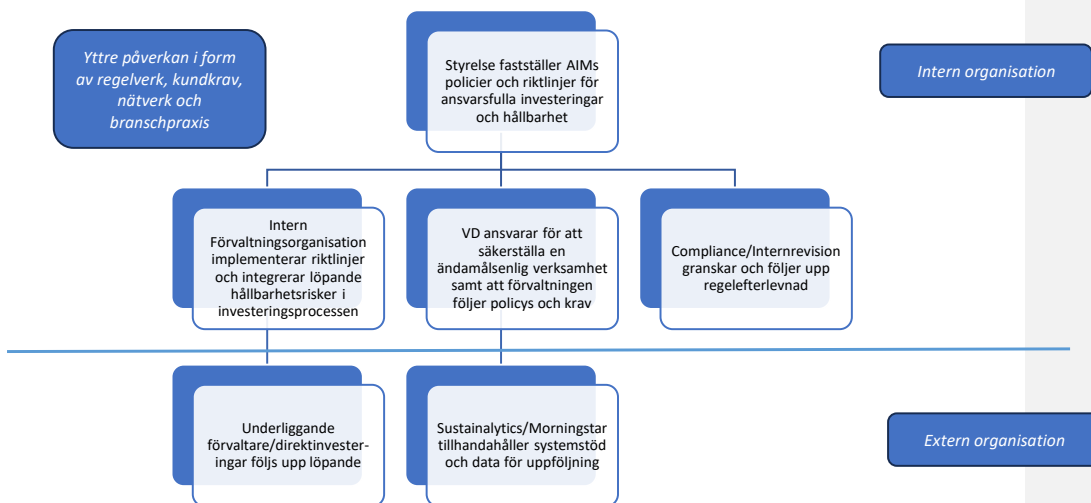 Yttre påverkan i form
av regelverk, kundkrav,
nätverk och
branschpraxis
Styrelse fastställer AIMs
policier och riktlinjer för
ansvarsfulla investeringar
och hållbarhet
Intern organisation
Intern
Förvaltningsorganisation
implementerar riktlinjer
och integrerar löpande
hållbarhetsrisker i
investeringsprocessen
VD ansvarar för att
säkerställa en
ändamålsenlig verksamhet
samt att förvaltningen
följer policys och krav
Compliance/Internrevision
granskar och följer upp
regelefterlevnad
Underliggande
förvaltare/direktinvester-
ingar följs upp löpande
Sustainalytics/Morningstar
tillhandahåller systemstöd
och data för uppföljning
Extern organisation